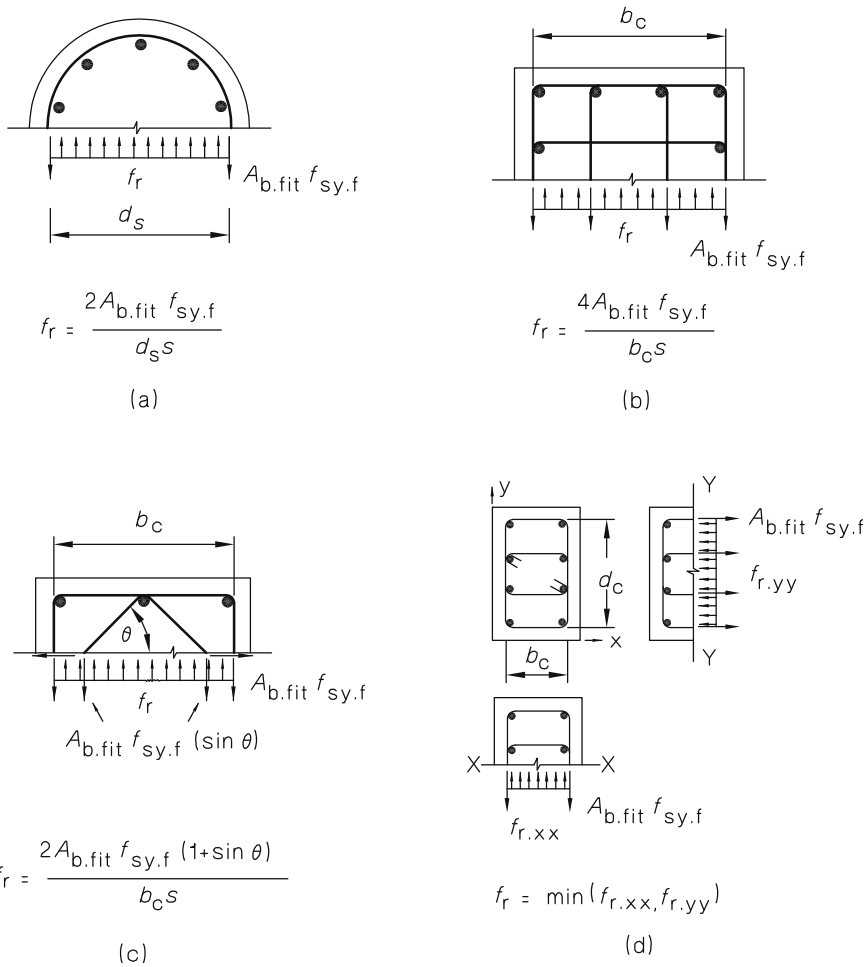 f_r
A_b.fit f_sy.f
d_s
f_r = 2A_b.fit f_sy.f / d_s s
(a)
b_c
f_r
A_b.fit f_sy.f
f_r = 4A_b.fit f_sy.f / b_c s
(b)
b_c
θ
f_r
A_b.fit f_sy.f
A_b.fit f_sy.f (sin θ)
f_r = 2A_b.fit f_sy.f (1+sin θ) / b_c s
(c)
y
d_c
x
b_c
Y
A_b.fit f_sy.f
f_r.yy
Y
X X
f_r.xx
A_b.fit f_sy.f
f_r = min(f_r.xx, f_r.yy)
(d)